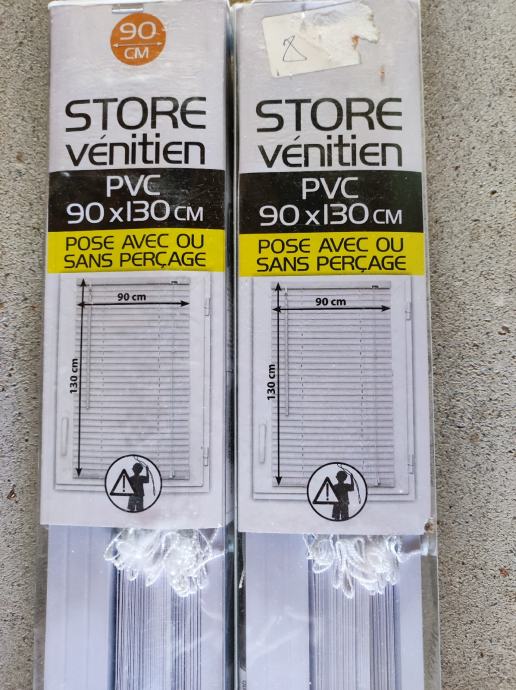 90
CM
STORE
vénitien
PVC
90 x 130 CM
POSE AVEC OU
SANS PERÇAGE
90 cm
130 cm
STORE
vénitien
PVC
90 x 130 CM
POSE AVEC OU
SANS PERÇAGE
90 cm
130 cm